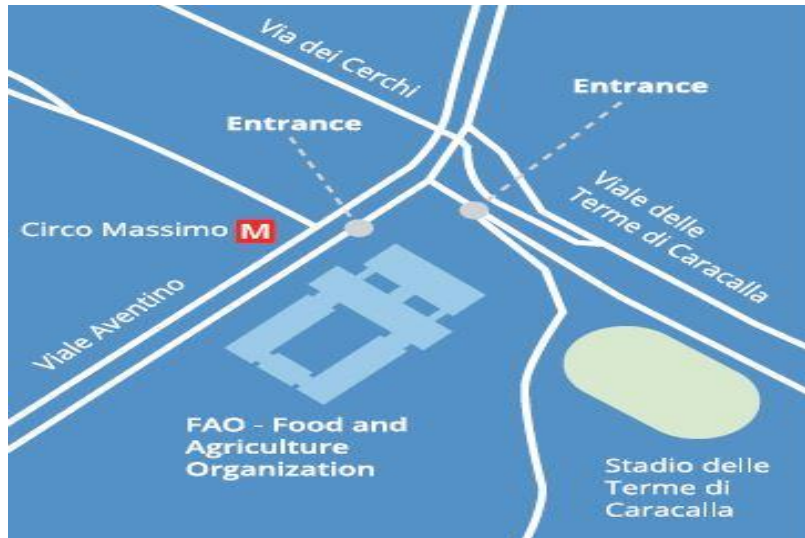 Via dei Cerchi
Entrance
Entrance
Viale delle
Terme di Caracalla
Circo Massimo M
Viale Aventino
FAO - Food and
Agriculture
Organization
Stadio delle
Terme di
Caracalla